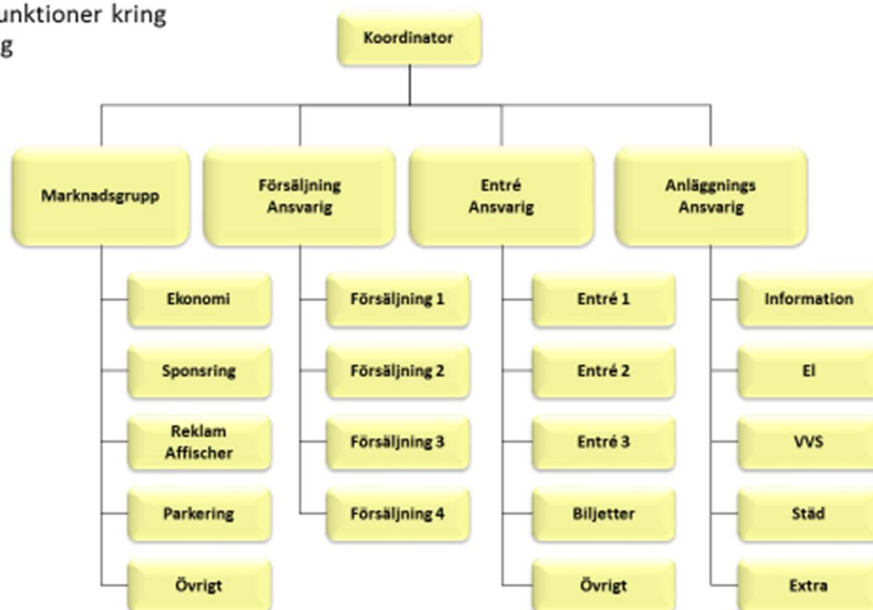 unktioner kring
g
Koordinator
Marknadsgrupp
Försäljning
Ansvarig
Entré
Ansvarig
Anläggnings
Ansvarig
Ekonomi
Sponsring
Reklam
Affischer
Parkering
Övrigt
Försäljning 1
Försäljning 2
Försäljning 3
Försäljning 4
Entré 1
Entré 2
Entré 3
Biljetter
Övrigt
Information
El
VVS
Städ
Extra